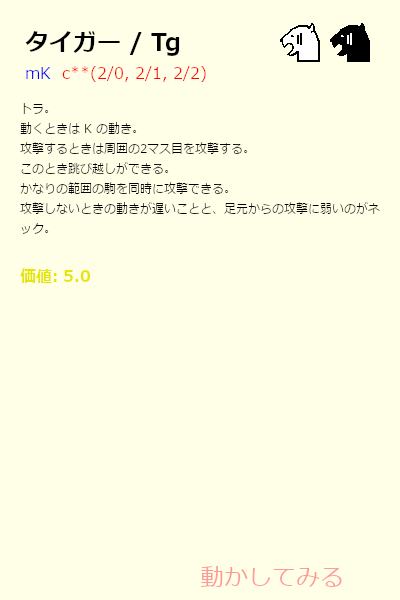 タイガー / Tg
mK c**(2/0, 2/1, 2/2)
トラ。
動くときは K の動き。
攻撃するときは周囲の2マス目を攻撃する。
このとき跳び越しができる。
かなりの範囲の駒を同時に攻撃できる。
攻撃しないときの動きが遅いことと、足元からの攻撃に弱いのがネ
ック。
価値: 5.0
動かしてみる